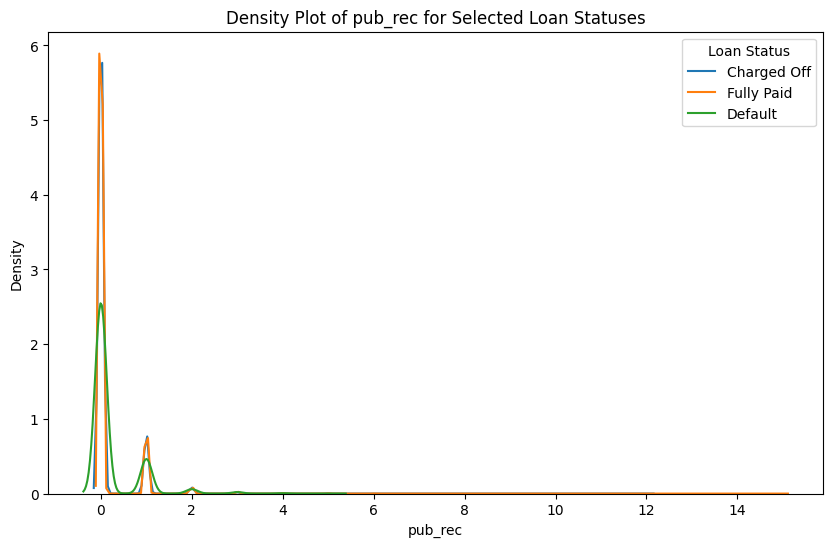 Density Plot of pub_rec for Selected Loan Statuses
Loan Status
Charged Off
Fully Paid
Default
Density
6
5
4
3
2
1
0
0 2 4 6 8 10 12 14
pub_rec